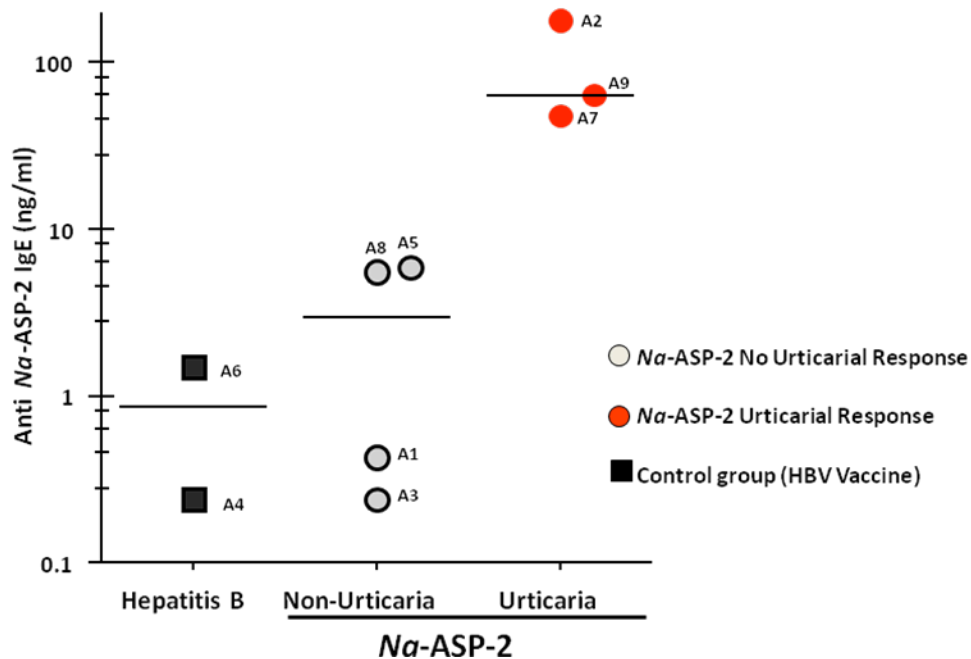 Anti Na-ASP-2 IgE (ng/ml)
100
10
1
0.1
A2
A9
A7
A8
A5
A6
A1
A4
A3
Na-ASP-2 No Urticarial Response
Na-ASP-2 Urticarial Response
Control group (HBV Vaccine)
Hepatitis B
Non-Urticaria
Urticaria
Na-ASP-2